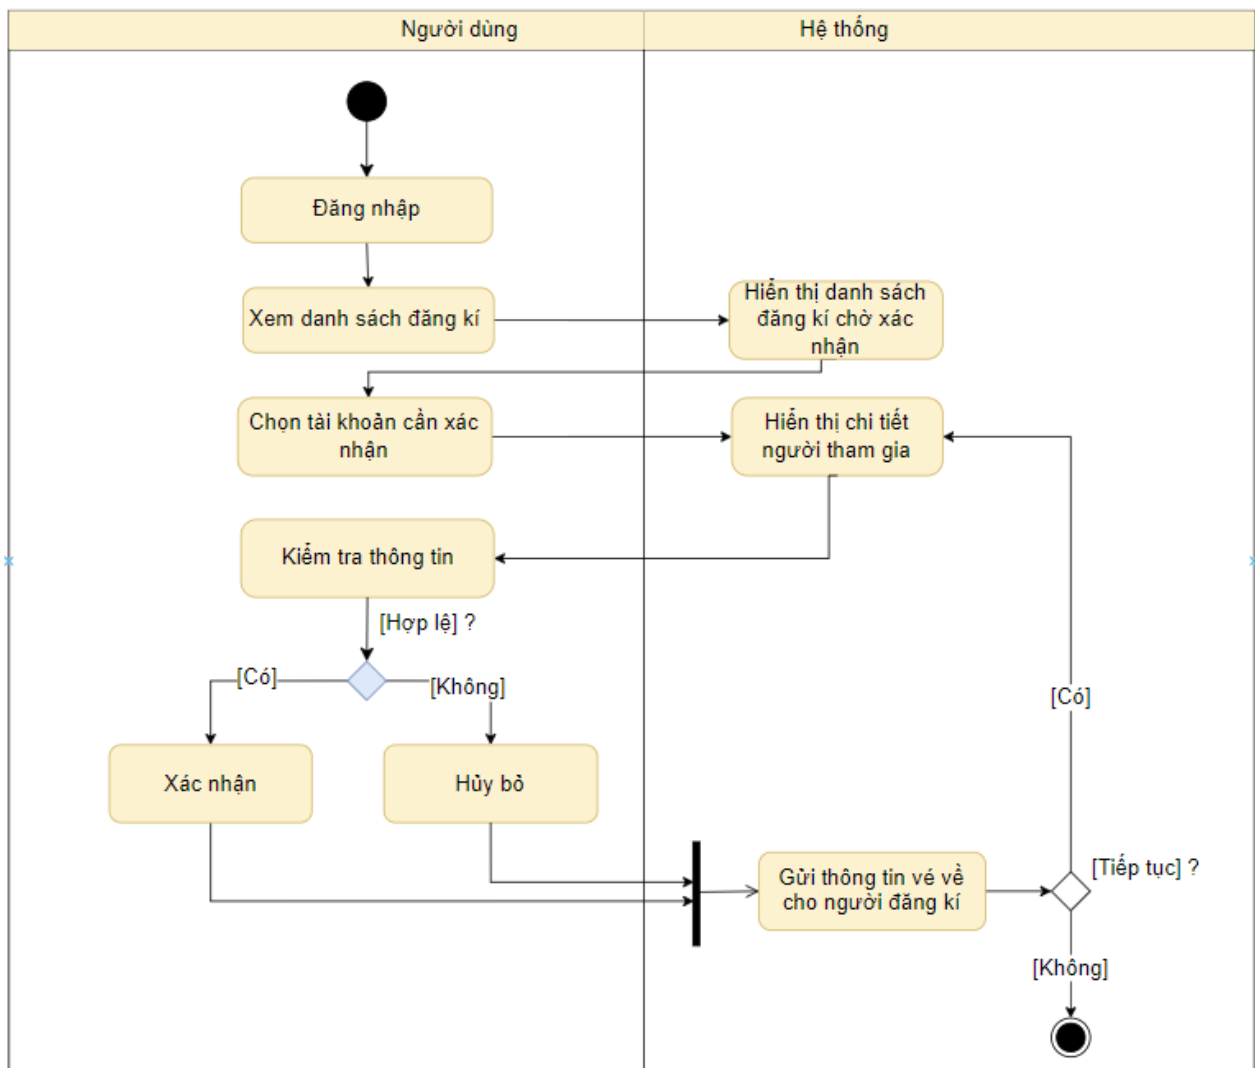 Người dùng
Hệ thống
Đăng nhập
Xem danh sách đăng kí
Hiển thị danh sách
đăng kí chờ xác
nhận
Chọn tài khoản cần xác
nhận
Hiển thị chi tiết
người tham gia
Kiểm tra thông tin
[Hợp lệ] ?
[Có]
[Không]
Xác nhận
Hủy bỏ
Gửi thông tin vé về
cho người đăng kí
[Tiếp tục] ?
[Có]
[Không]